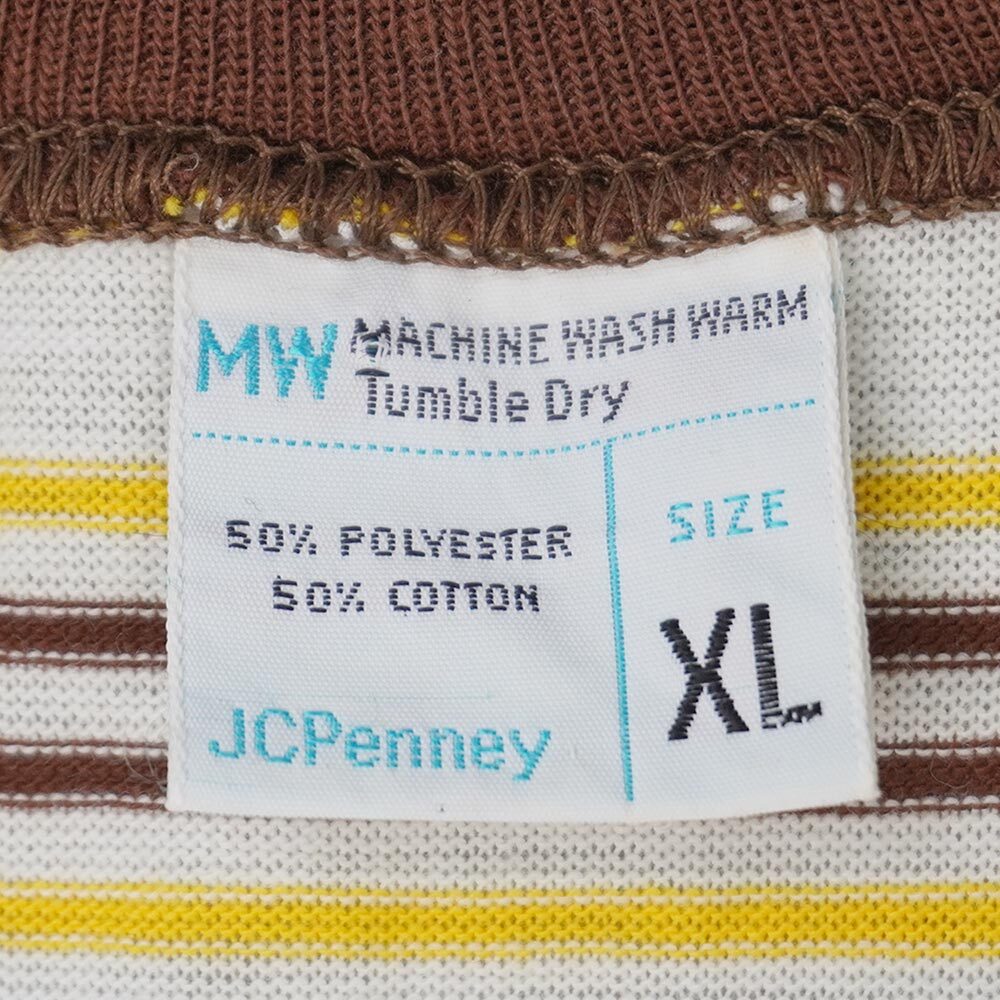 MW MACHINE WASH WARM
Tumble Dry
50% POLYESTER
50% COTTON
JCPenney
SIZE
XL